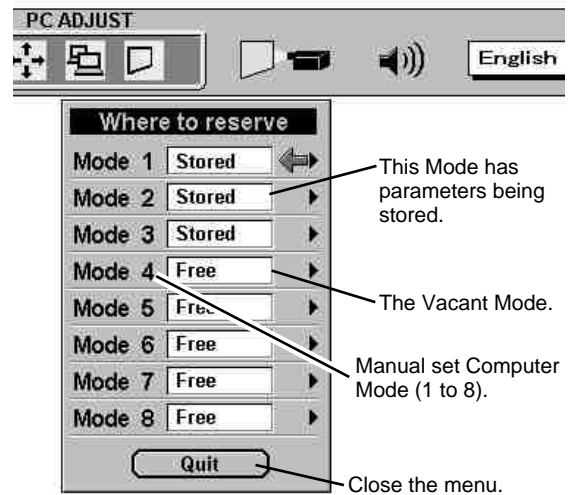 PC ADJUST
English
Where to reserve
Mode 1 Stored
Mode 2 Stored
Mode 3 Stored
Mode 4 Free
Mode 5 Free
Mode 6 Free
Mode 7 Free
Mode 8 Free
Quit
This Mode has
parameters being
stored.
The Vacant Mode.
Manual set Computer
Mode (1 to 8).
Close the menu.